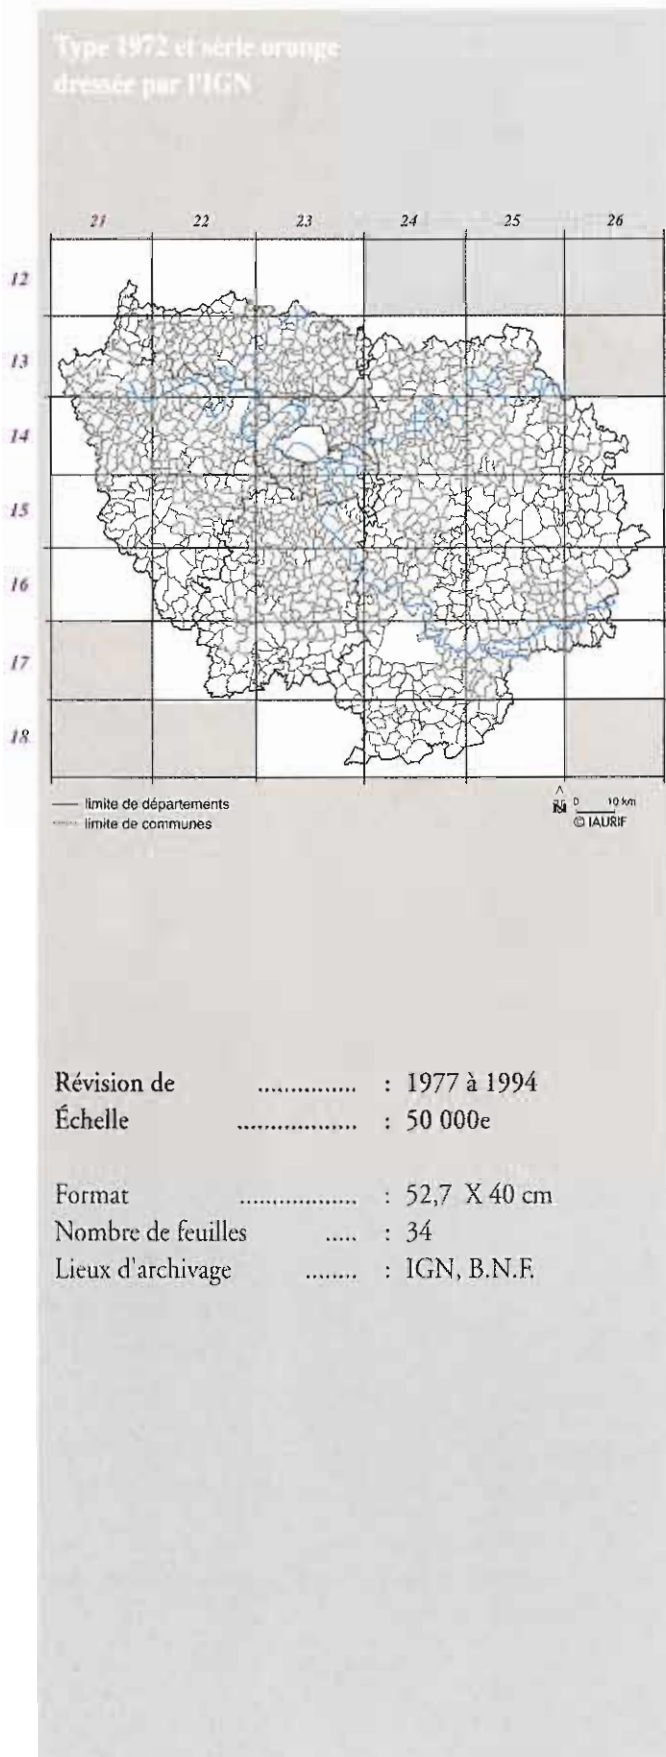 Type 1972 et série orange
dressée par l'IGN
21 22 23 24 25 26
12
13
14
15
16
17
18
limite de départements
limite de communes
N 0 10 km
© IAURIF
Révision de ............... : 1977 à 1994
Échelle .................. : 50 000e
Format .................. : 52,7 X 40 cm
Nombre de feuilles ..... : 34
Lieux d'archivage ........ : IGN, B.N.F.